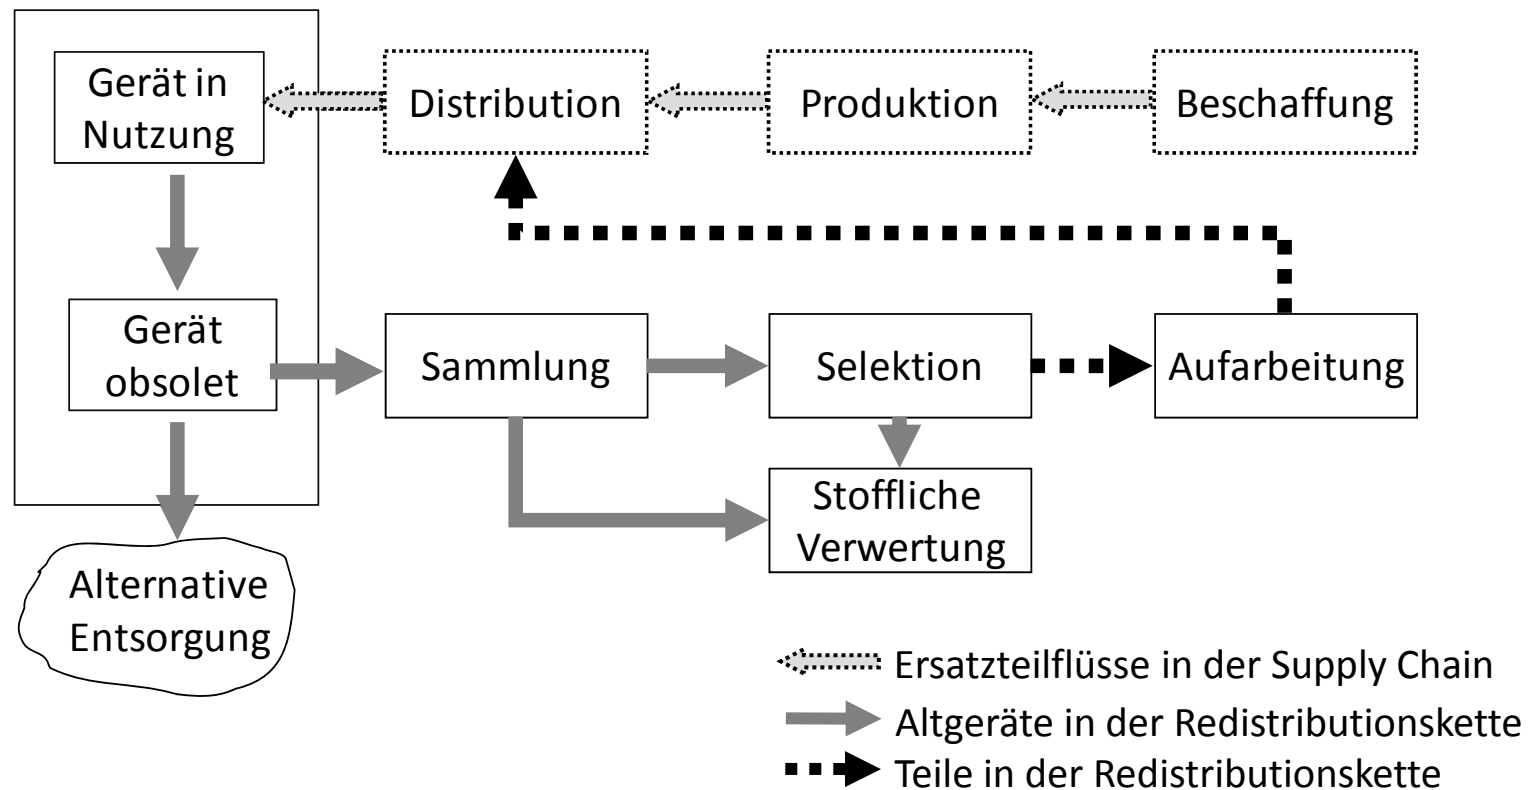 Gerät in
Nutzung
Distribution
Produktion
Beschaffung
Gerät
obsolet
Sammlung
Selektion
Aufarbeitung
Stoffliche
Verwertung
Alternative
Entsorgung
Ersatzteilflüsse in der Supply Chain
Altgeräte in der Redistributionskette
Teile in der Redistributionskette